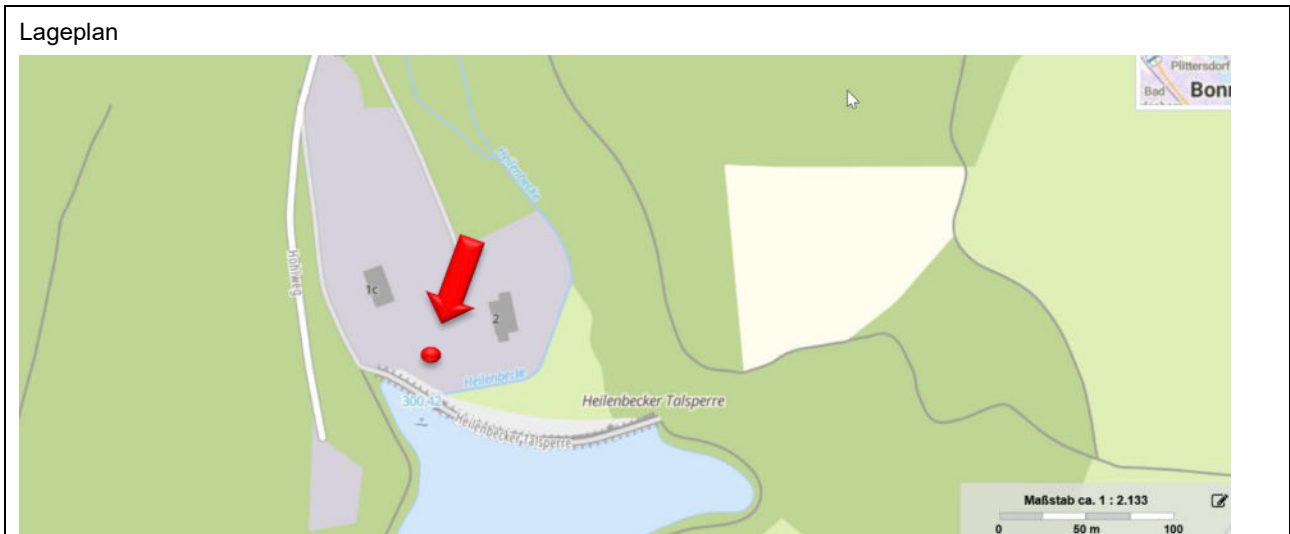 Lageplan
Plittersdorf
Bad
Bonn
Heilenbecke
Hohlweg
1c
2
Heilenbecke
300.42
Heilenbecker Talsperre
Heilenbecker Talsperre
Maßstab ca. 1 : 2.133
0 50 m 100